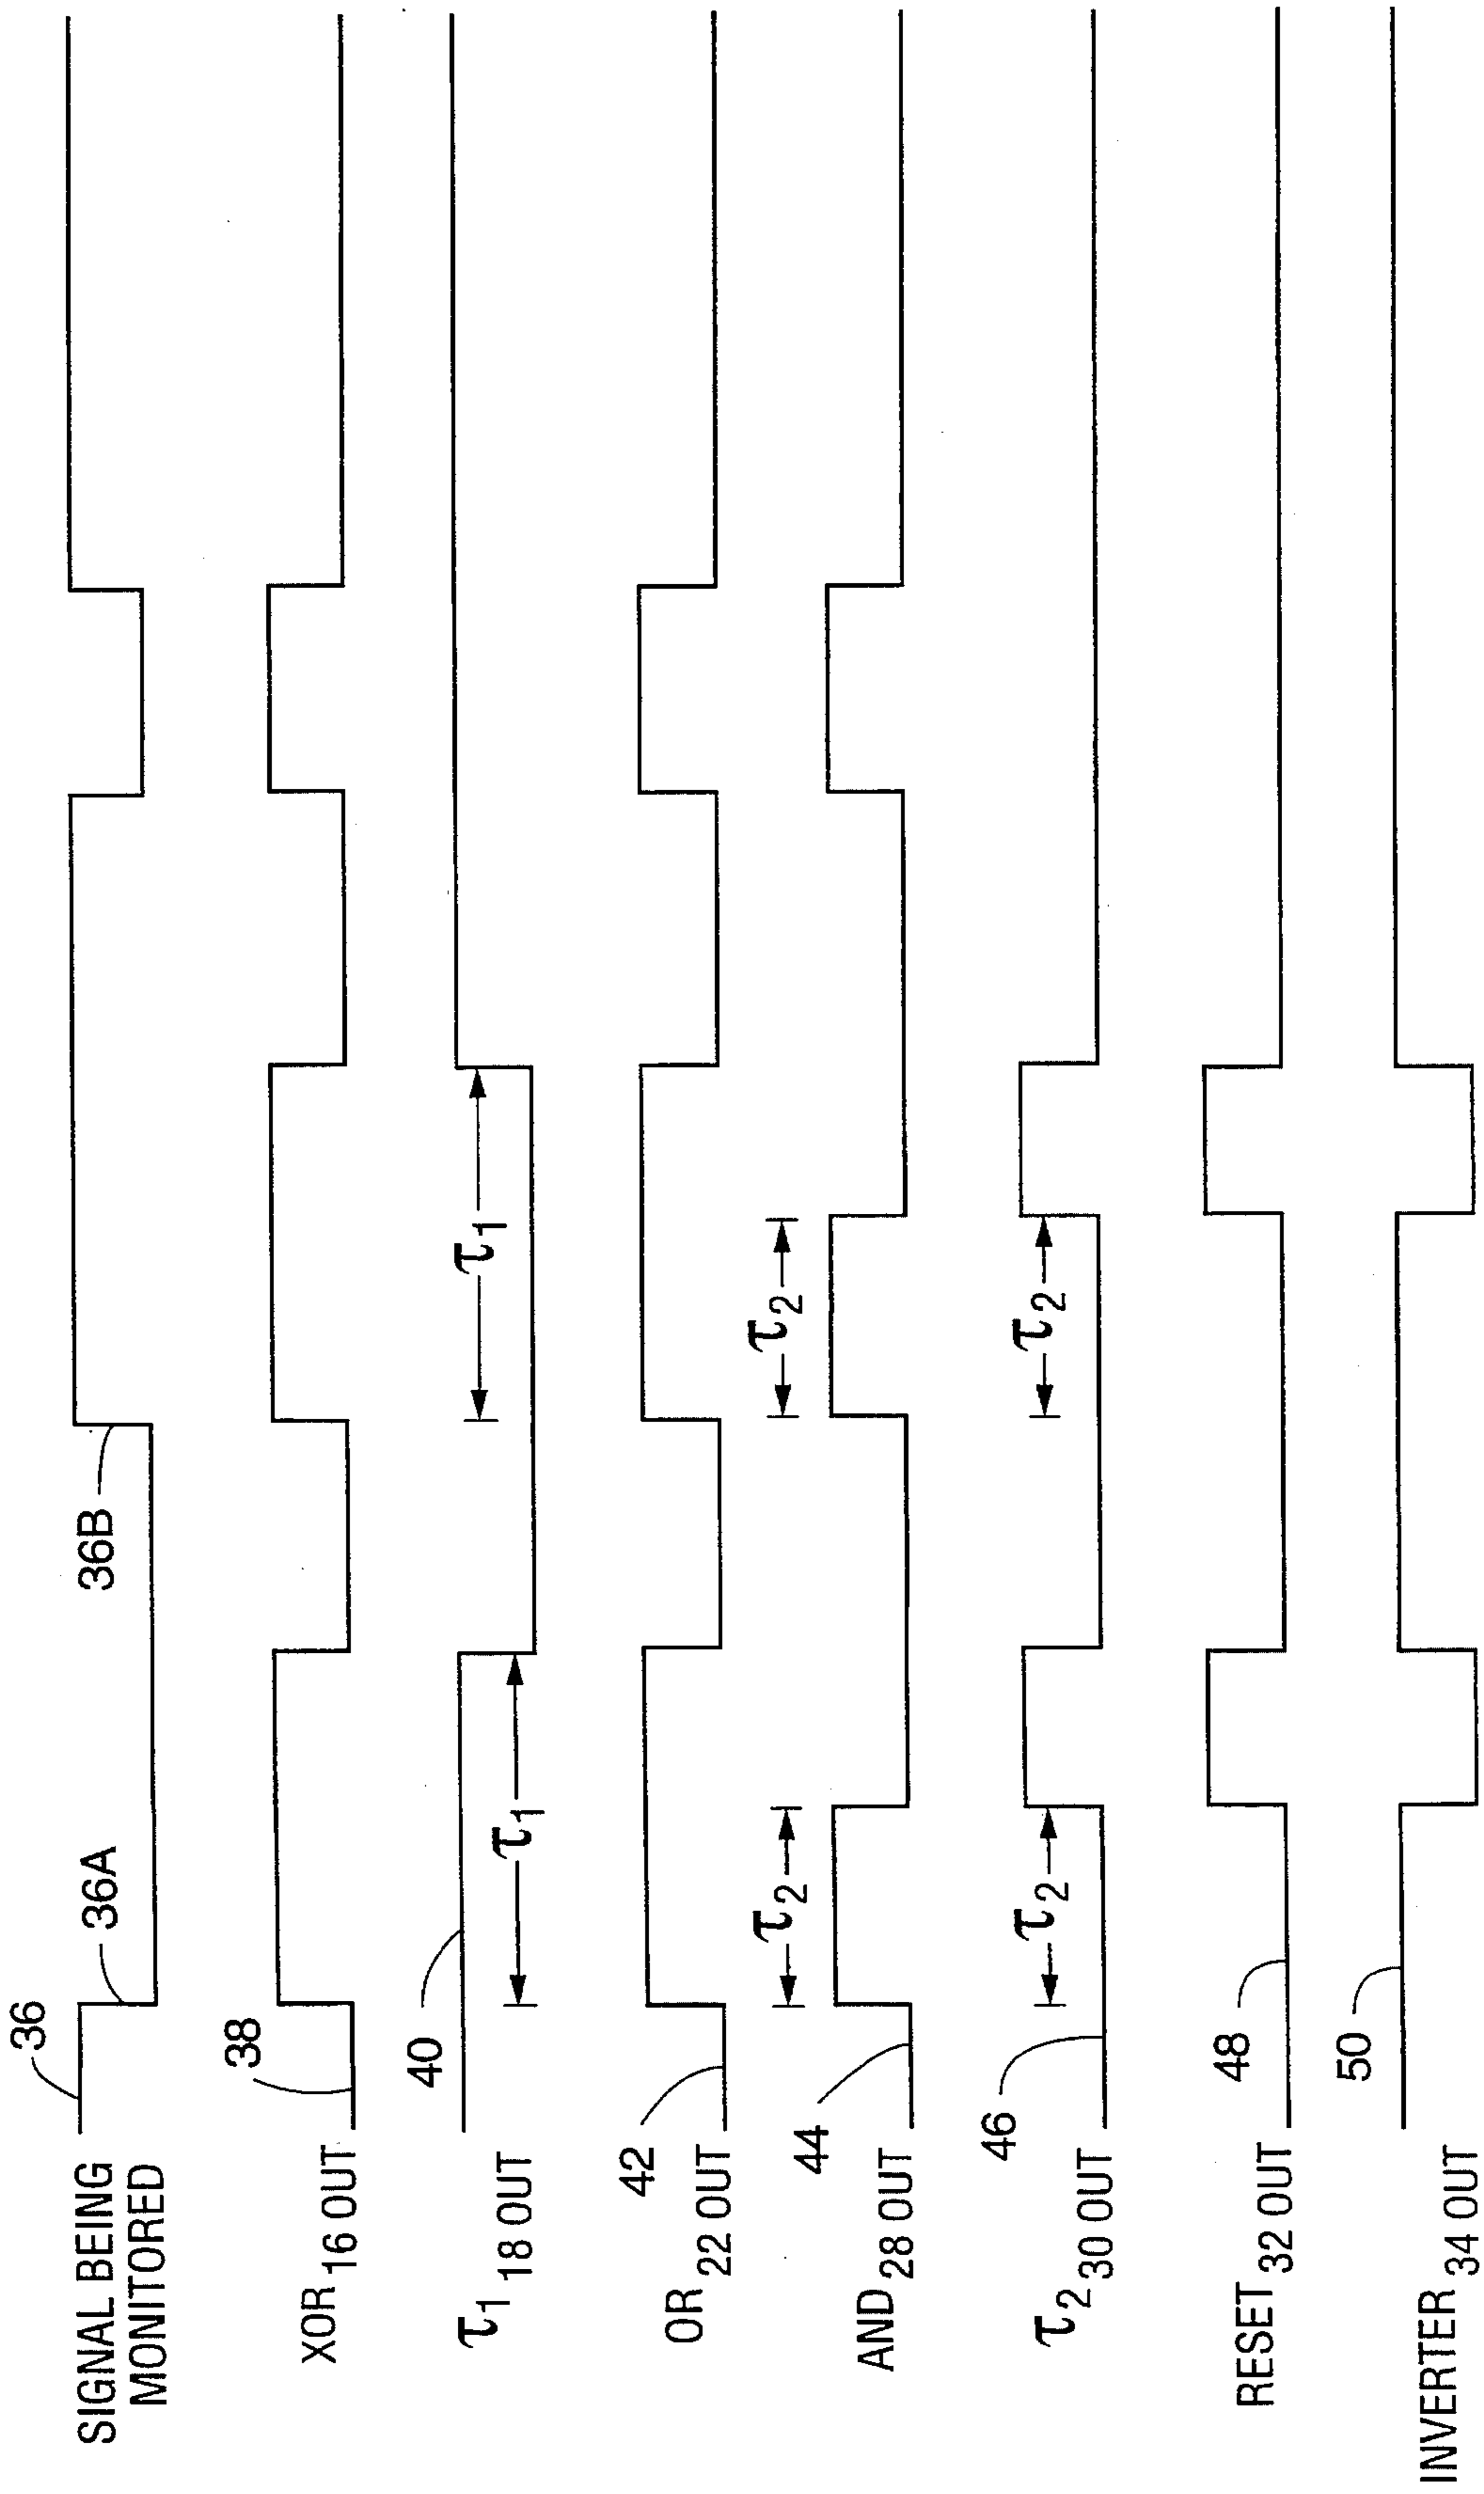 SIGNAL BEING
MONITORED
36
36A
36B
XOR 16 OUT
38
τ1 18 OUT
40
τ1
τ1
OR 22 OUT
42
τ2
τ2
AND 28 OUT
44
τ2 30 OUT
46
τ2
τ2
RESET 32 OUT
48
INVERTER 34 OUT
50